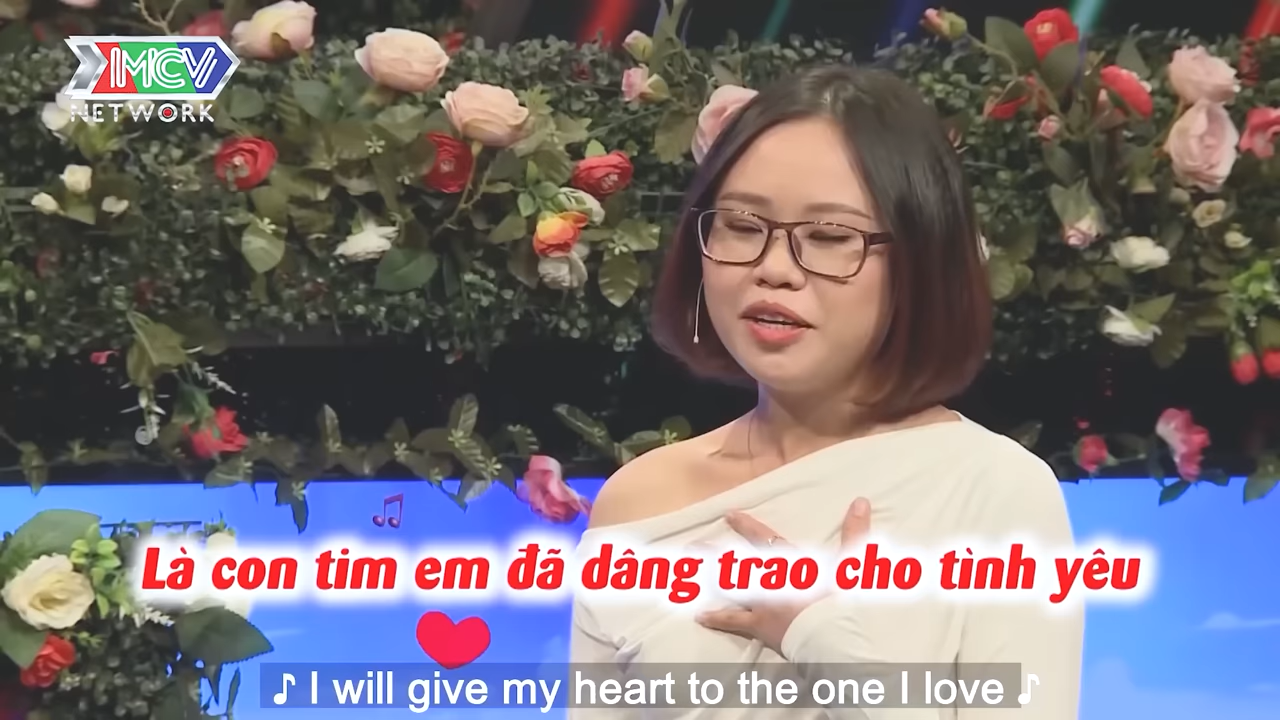 MCV
NETWORK
Là con tim em đã dâng trao cho tình yêu
♪ I will give my heart to the one I love ♪